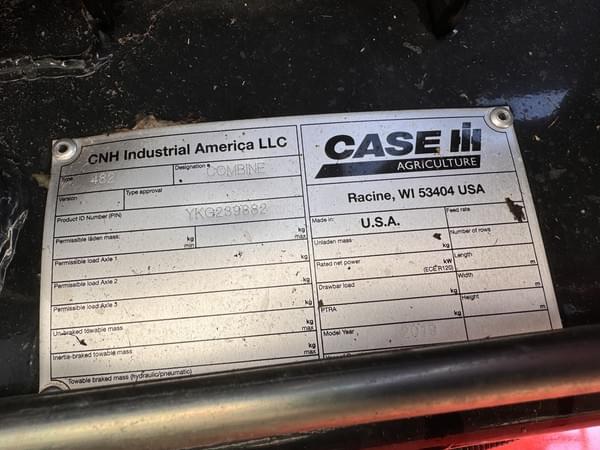 CNH Industrial America LLC
Type 482 Designation COMBINE
Version Type approval
Product ID Number (PIN) YKG239882
Permissible laden mass: kg min kg max
Permissible load Axle 1 kg
Permissible load Axle 2 kg
Permissible load Axle 3 kg
Un-braked towable mass kg
Inertia-braked towable mass kg max
Towable braked mass (hydraulic/pneumatic)
CASE IH
AGRICULTURE
Racine, WI 53404 USA
Made in: U.S.A. Feed rate
Unladen mass kg Number of rows
Rated net power kW (ECE R120) Length m
Drawbar load kg Width m
PTRA kg Height m
Model Year 2019